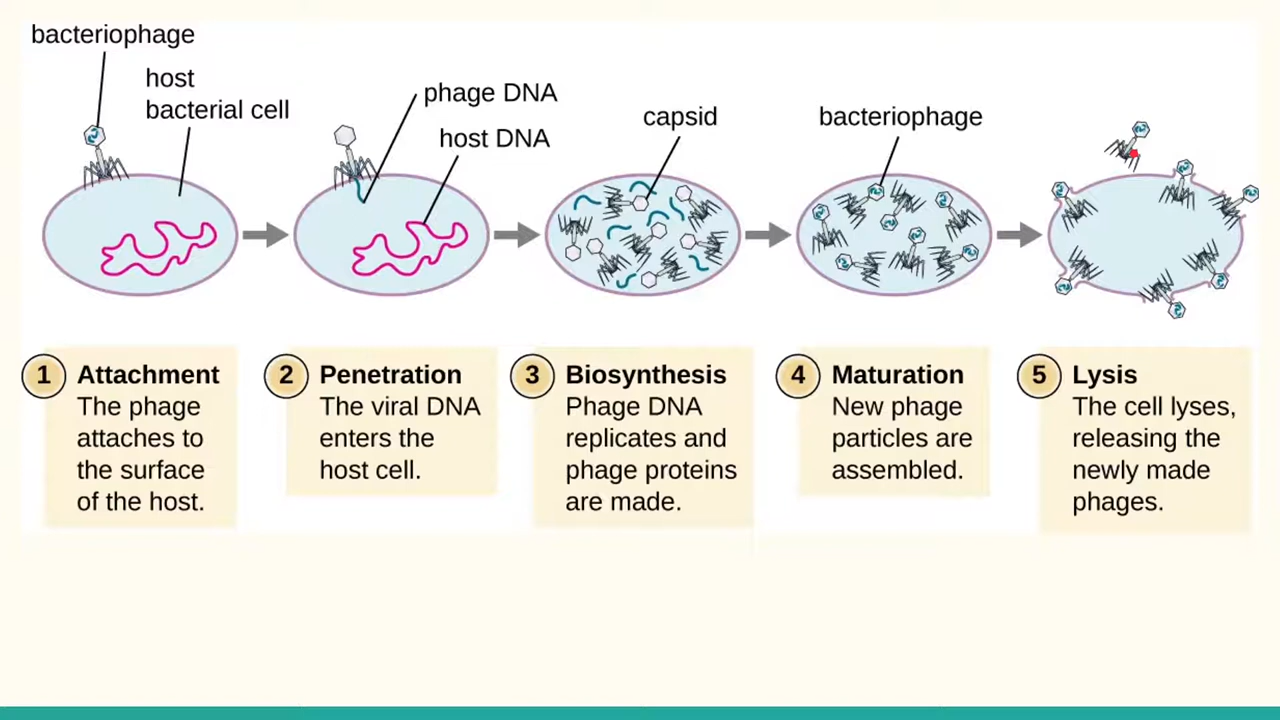 bacteriophage
host
bacterial cell
phage DNA
host DNA
capsid
bacteriophage
1 Attachment
The phage
attaches to
the surface
of the host.
2 Penetration
The viral DNA
enters the
host cell.
3 Biosynthesis
Phage DNA
replicates and
phage proteins
are made.
4 Maturation
New phage
particles are
assembled.
5 Lysis
The cell lyses,
releasing the
newly made
phages.